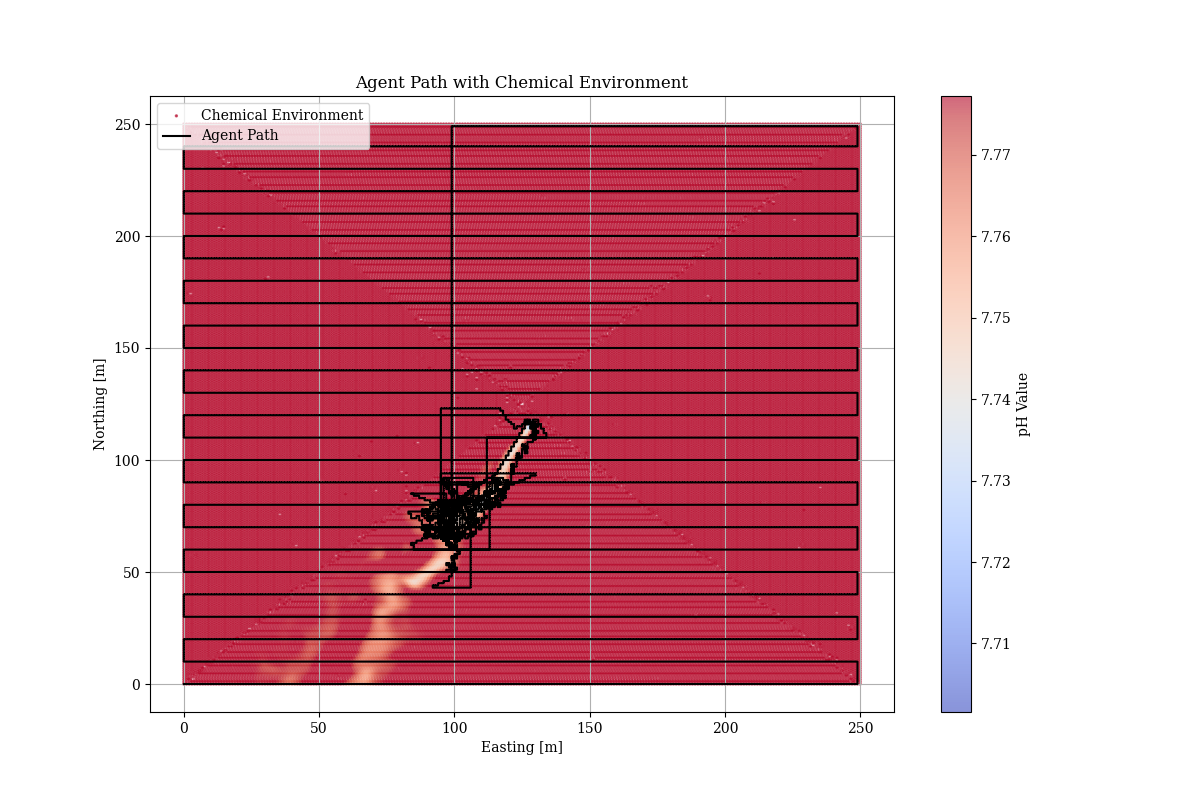 Agent Path with Chemical Environment
Chemical Environment
Agent Path
Northing [m]
250
200
150
100
50
0
0 50 100 150 200 250
Easting [m]
7.77
7.76
7.75
7.74
7.73
7.72
7.71
pH Value